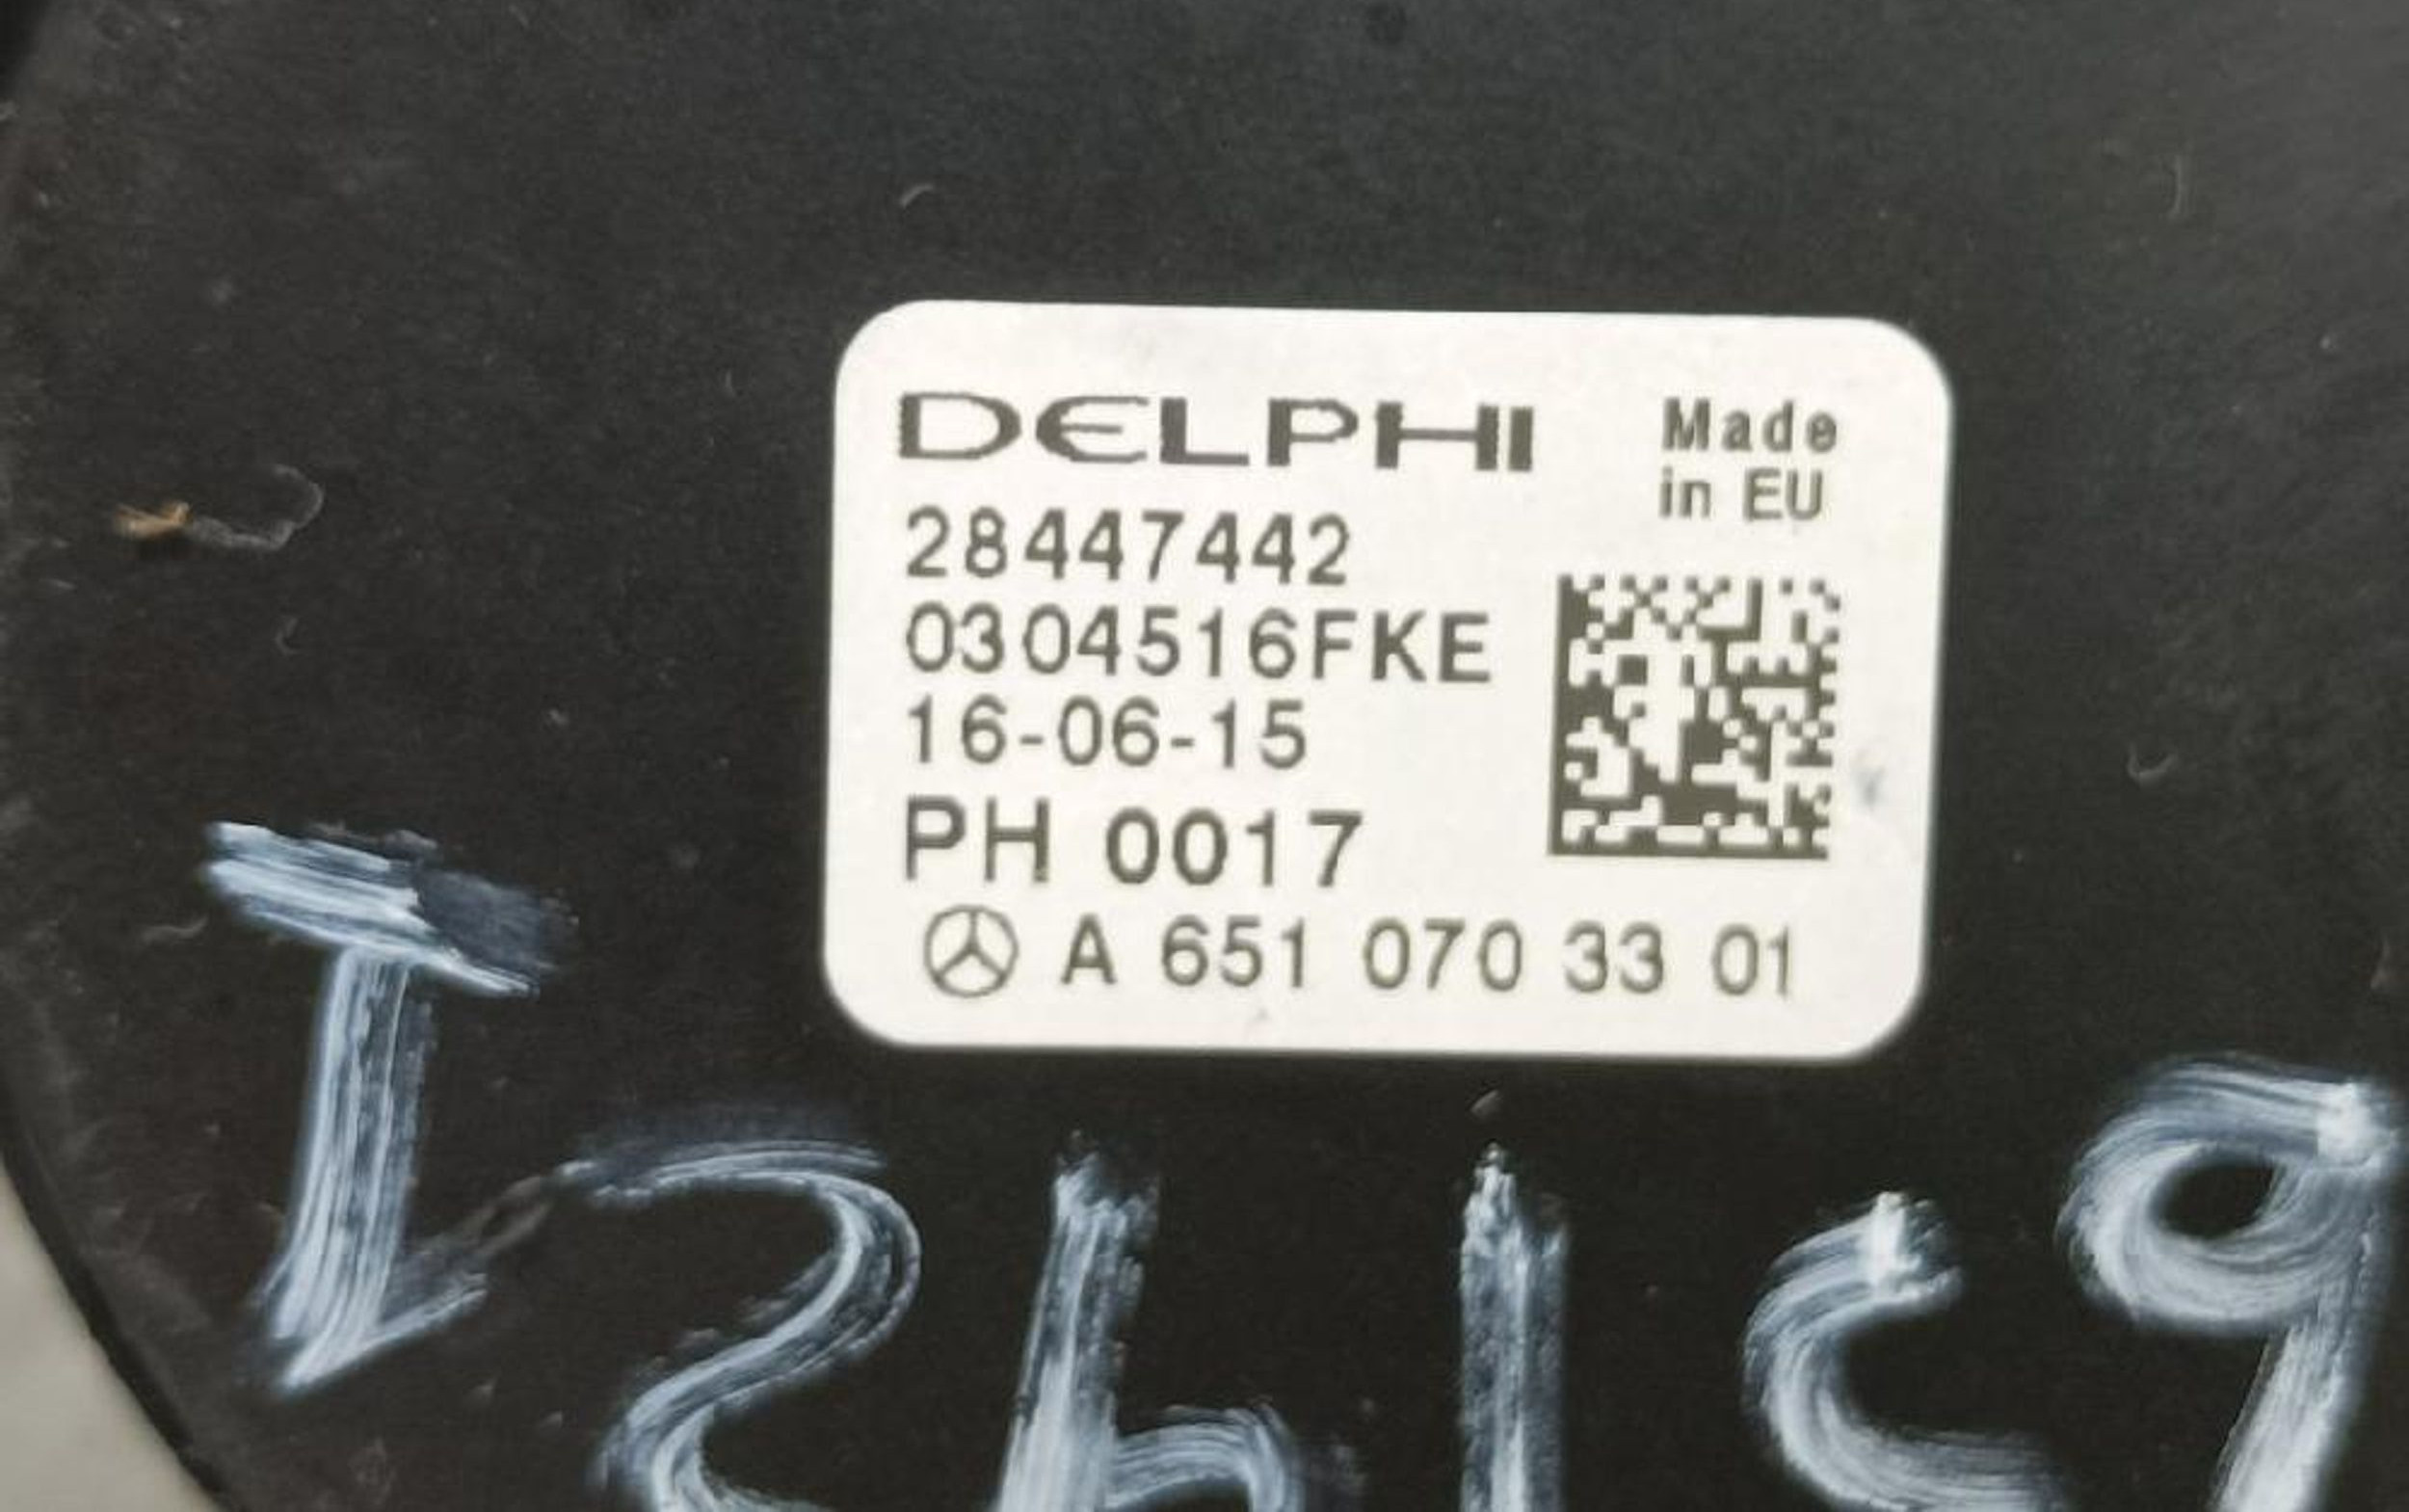 DELPHI
Made
in EU
28447442
0304516FKE
16-06-15
PH 0017
A 651 070 33 01